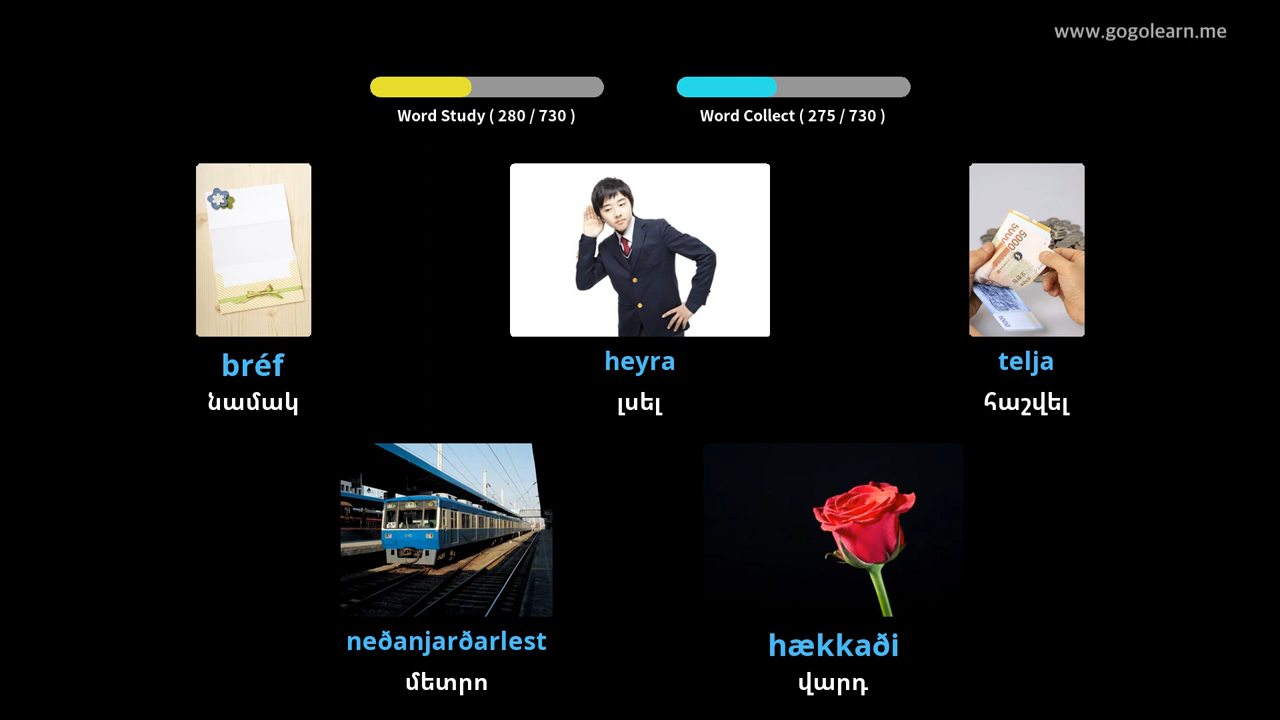 www.gogolearn.me
Word Study ( 280 / 730 )
Word Collect ( 275 / 730 )
bréf
նամակ
heyra
լսել
telja
հաշվել
neðanjarðarlest
մետրո
hækkaði
վարդ